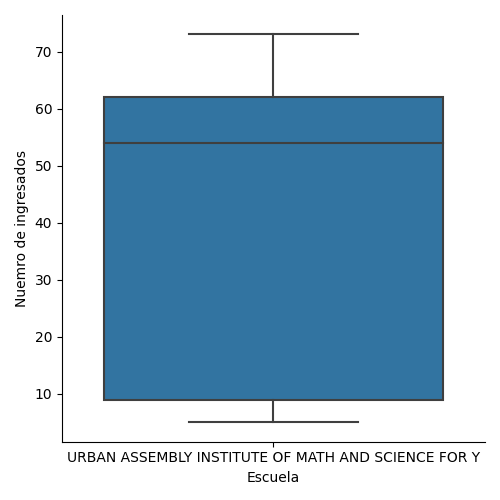 70
60
50
40
30
20
10
Nuemro de ingresados
URBAN ASSEMBLY INSTITUTE OF MATH AND SCIENCE FOR Y
Escuela